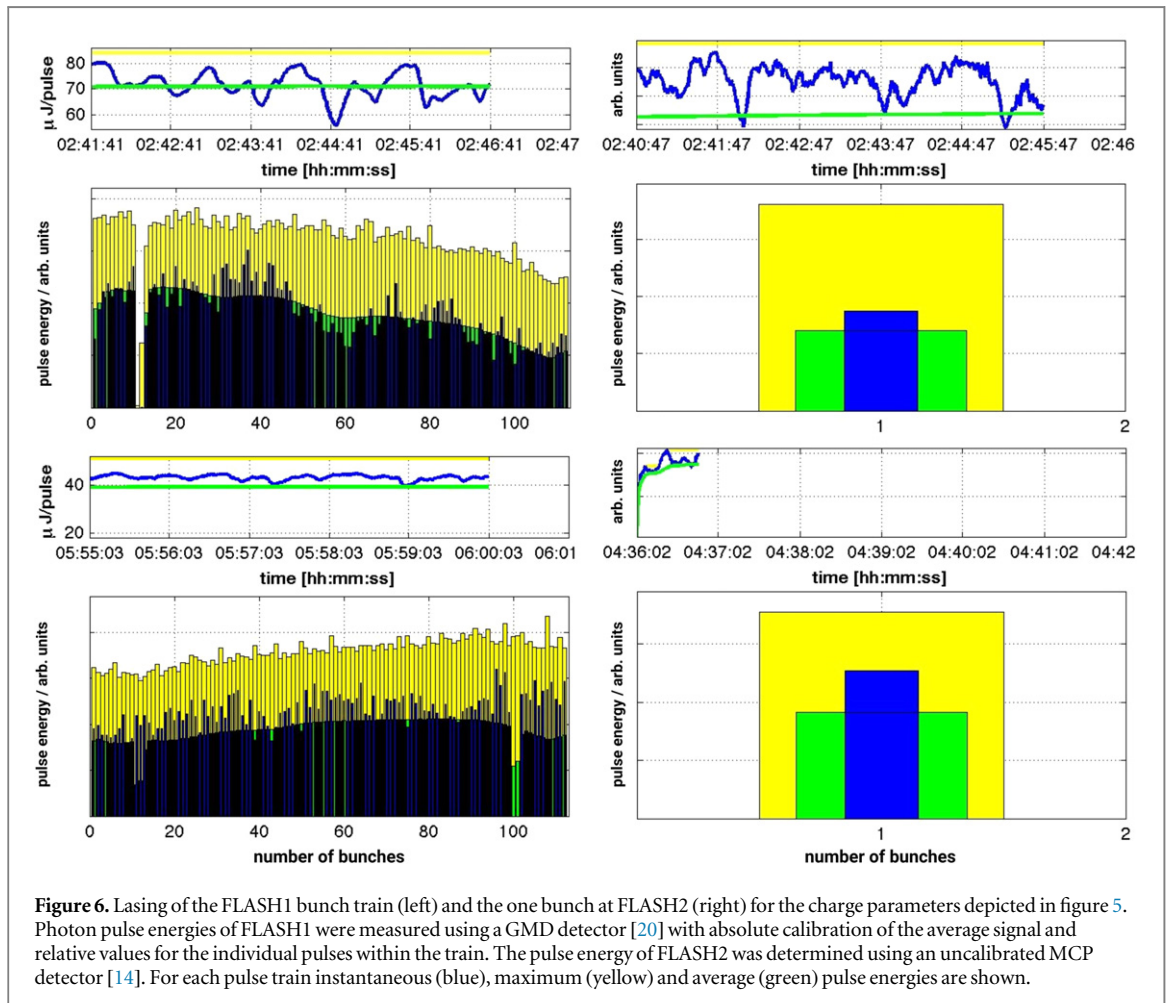 μ J/pulse
80
70
60
02:41:41 02:42:41 02:43:41 02:44:41 02:45:41 02:46:41 02:47
time [hh:mm:ss]
arb. units
02:40:47 02:41:47 02:42:47 02:43:47 02:44:47 02:45:47 02:46
time [hh:mm:ss]
pulse energy / arb. units
0 20 40 60 80 100
pulse energy / arb. units
1 2
μ J/pulse
40
20
05:55:03 05:56:03 05:57:03 05:58:03 05:59:03 06:00:03 06:01
time [hh:mm:ss]
arb. units
04:36:02 04:37:02 04:38:02 04:39:02 04:40:02 04:41:02 04:42
time [hh:mm:ss]
pulse energy / arb. units
0 20 40 60 80 100
number of bunches
pulse energy / arb. units
1 2
number of bunches
Figure 6. Lasing of the FLASH1 bunch train (left) and the one bunch at FLASH2 (right) for the charge parameters depicted in figure 5.
Photon pulse energies of FLASH1 were measured using a GMD detector [20] with absolute calibration of the average signal and
relative values for the individual pulses within the train. The pulse energy of FLASH2 was determined using an uncalibrated MCP
detector [14]. For each pulse train instantaneous (blue), maximum (yellow) and average (green) pulse energies are shown.